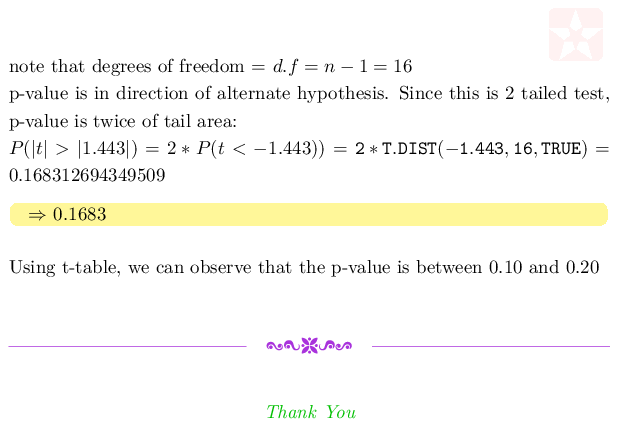 note that degrees of freedom = d.f = n − 1 = 16
p-value is in direction of alternate hypothesis. Since this is 2 tailed test,
p-value is twice of tail area:
P(|t| > |1.443|) = 2 ∗ P(t < −1.443)) = 2 ∗ T.DIST(−1.443, 16, TRUE) =
0.168312694349509
⇒ 0.1683
Using t-table, we can observe that the p-value is between 0.10 and 0.20
Thank You